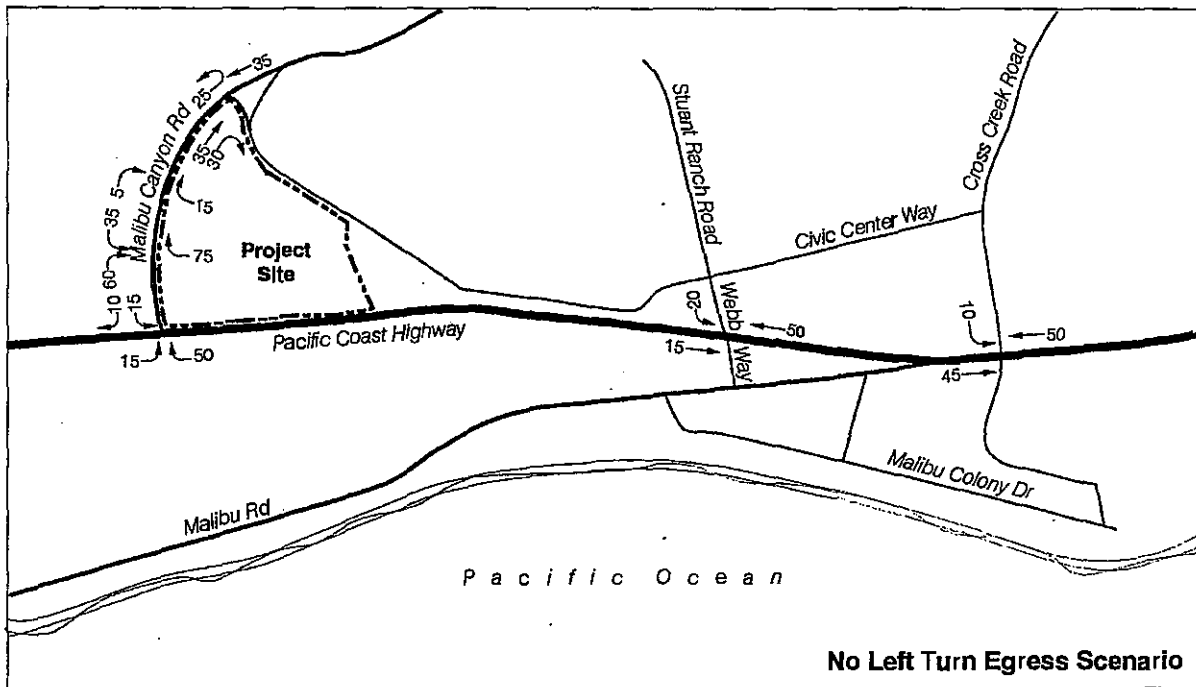 35
25
Malibu Canyon Rd
35
30
5
15
35
75
60
10
15
15
50
Project
Site
Pacific Coast Highway
Stuant Ranch Road
Cross Creek Road
Civic Center Way
Webb Way
20
50
15
10
50
45
Malibu Colony Dr
Malibu Rd
Pacific Ocean
No Left Turn Egress Scenario